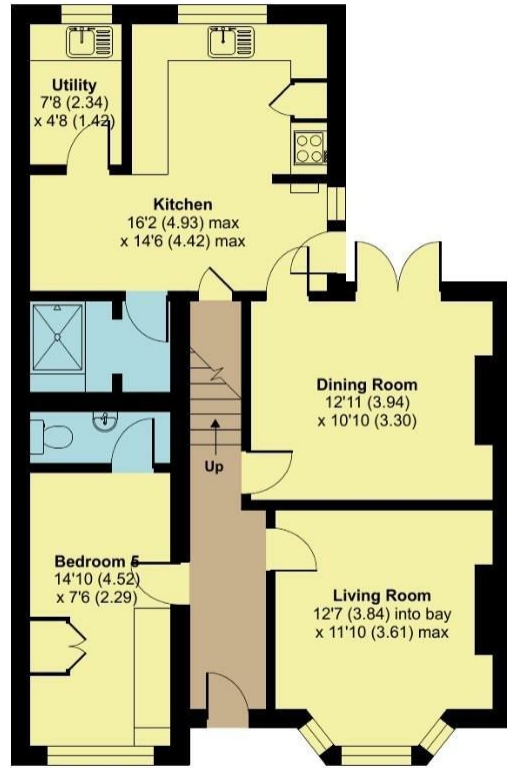 Utility
7'8 (2.34)
x 4'8 (1.42)
Kitchen
16'2 (4.93) max
x 14'6 (4.42) max
Dining Room
12'11 (3.94)
x 10'10 (3.30)
Up
Bedroom 5
14'10 (4.52)
x 7'6 (2.29)
Living Room
12'7 (3.84) into bay
x 11'10 (3.61) max